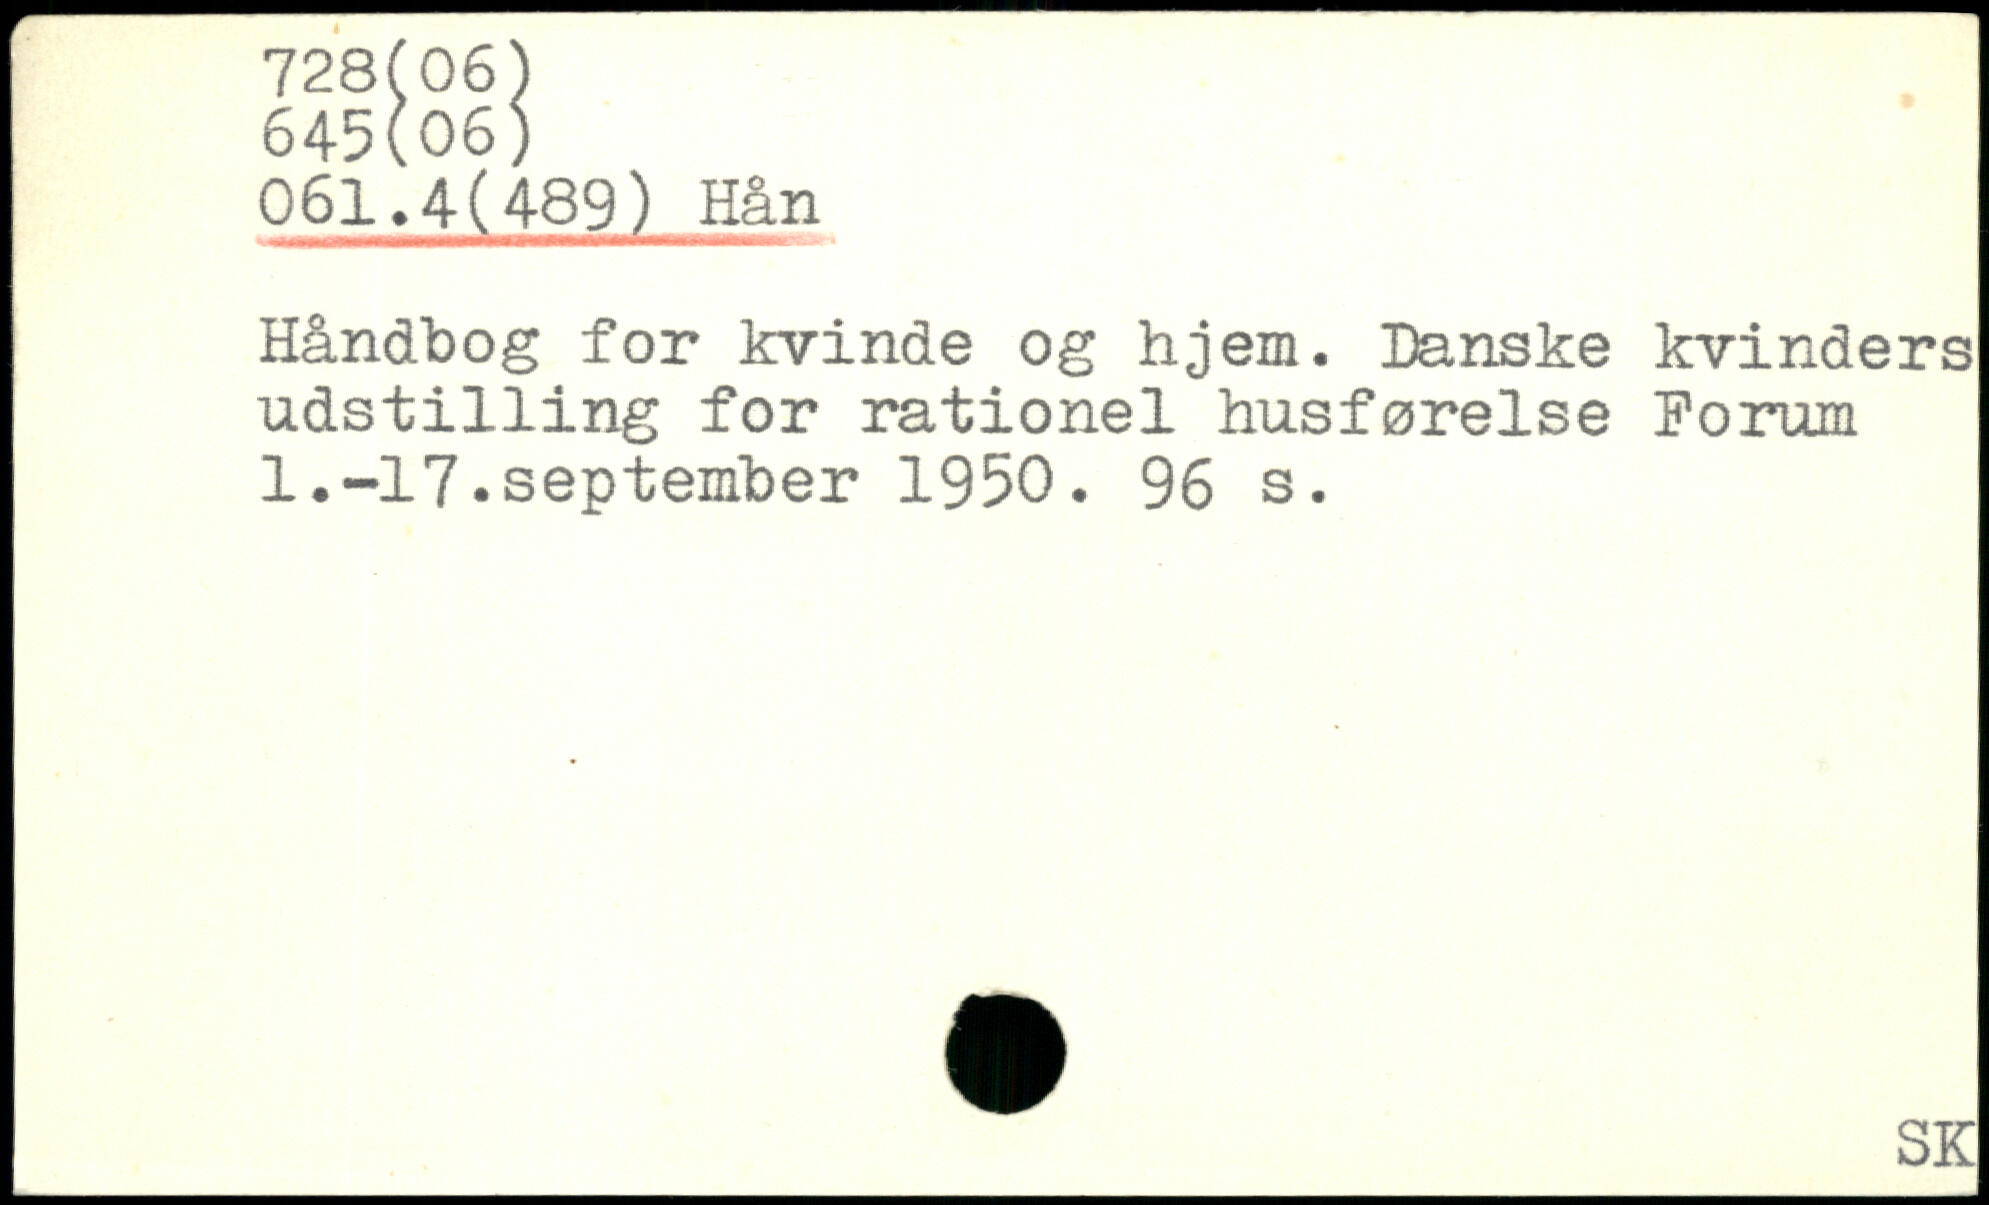 728(06)
645(06)
061.4(489) Hån
Håndbog for kvinde og hjem. Danske kvinders
udstilling for rationel husførelse Forum
1.-17.september 1950. 96 s.
SK